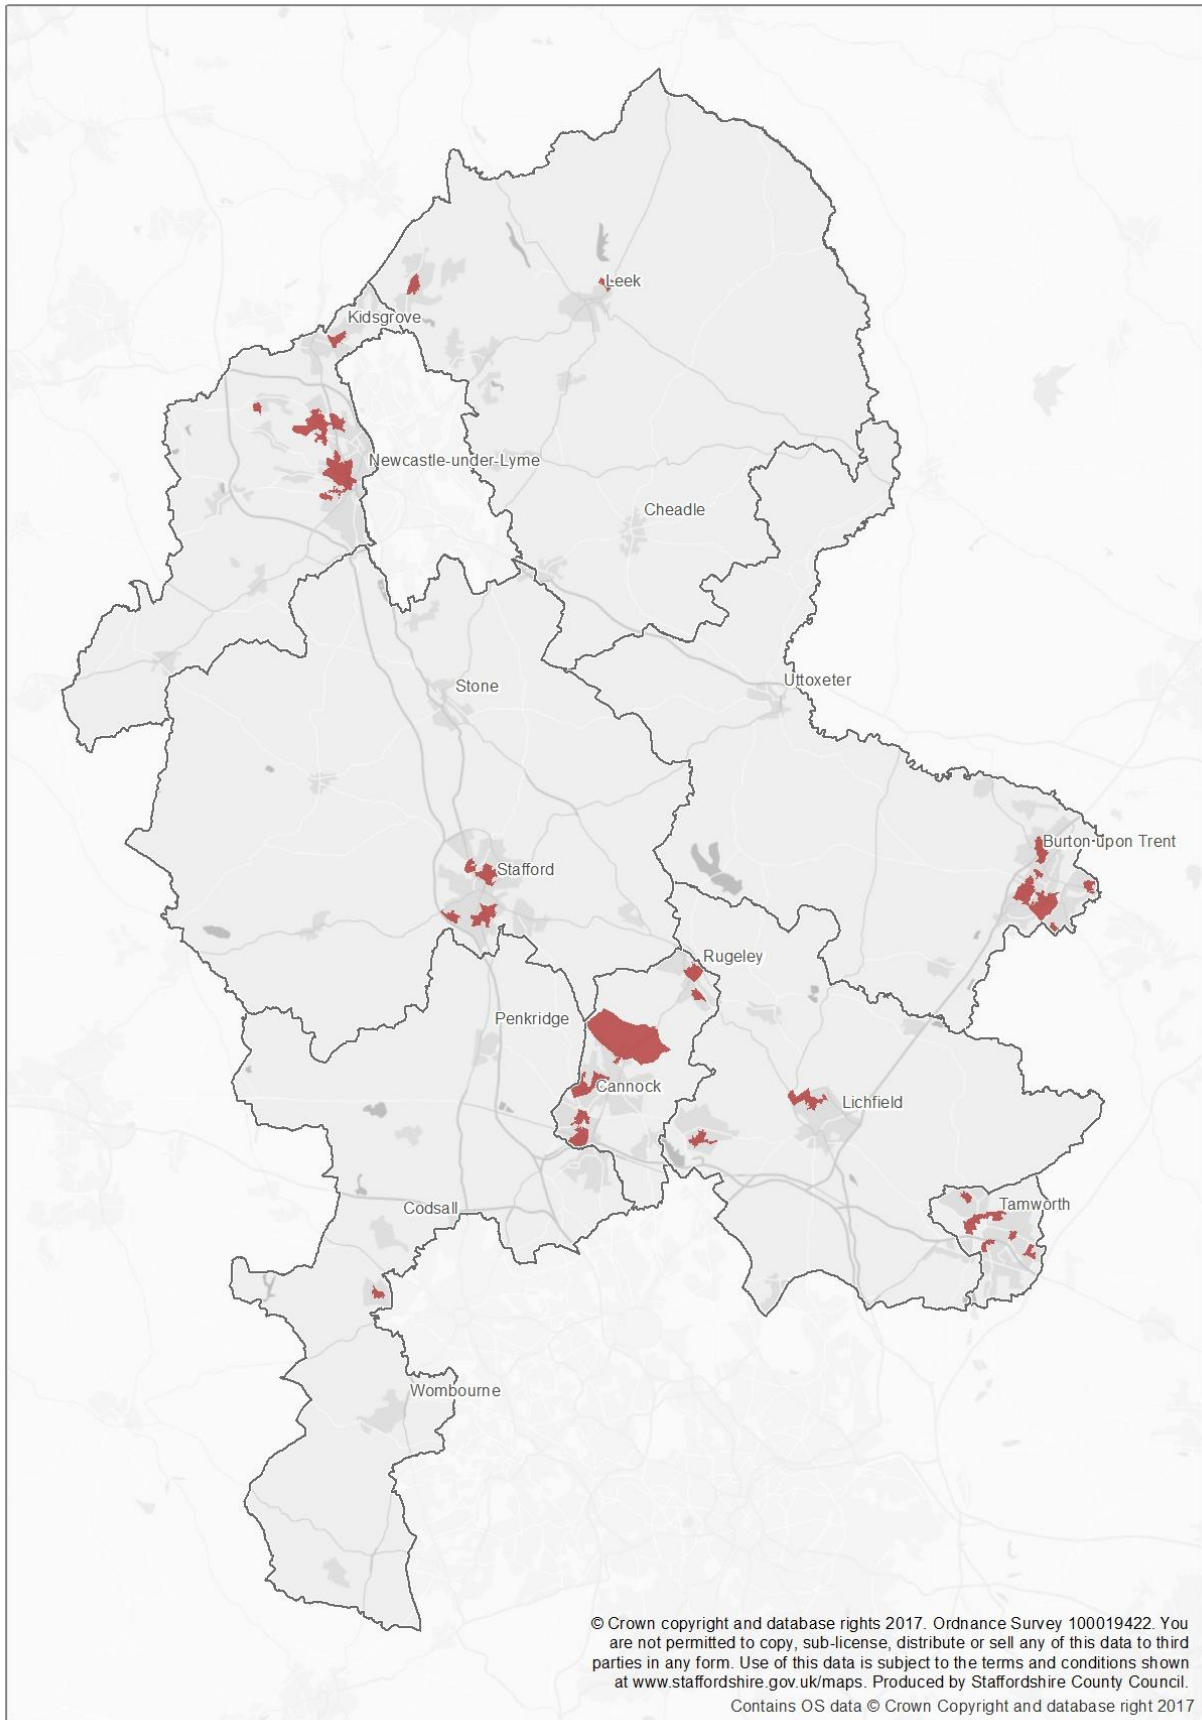 Leek
Kidsgrove
Newcastle-under-Lyme
Cheadle
Uttoxeter
Stone
Burton-upon Trent
Stafford
Rugeley
Penkridge
Cannock
Lichfield
Tamworth
Codsall
Wombourne
© Crown copyright and database rights 2017. Ordnance Survey 100019422. You
are not permitted to copy, sub-license, distribute or sell any of this data to third
parties in any form. Use of this data is subject to the terms and conditions shown
at www.staffordshire.gov.uk/maps. Produced by Staffordshire County Council.
Contains OS data © Crown Copyright and database right 2017